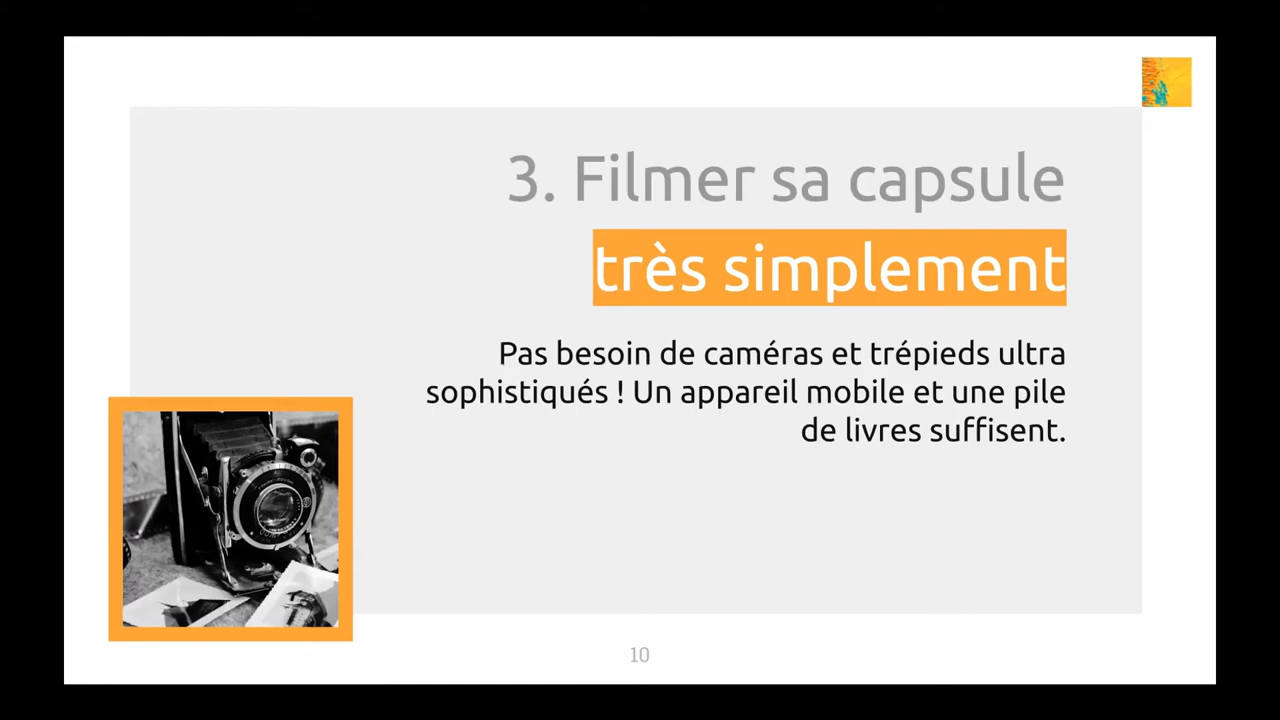 3. Filmer sa capsule
très simplement
Pas besoin de caméras et trépieds ultra
sophistiqués ! Un appareil mobile et une pile
de livres suffisent.
10